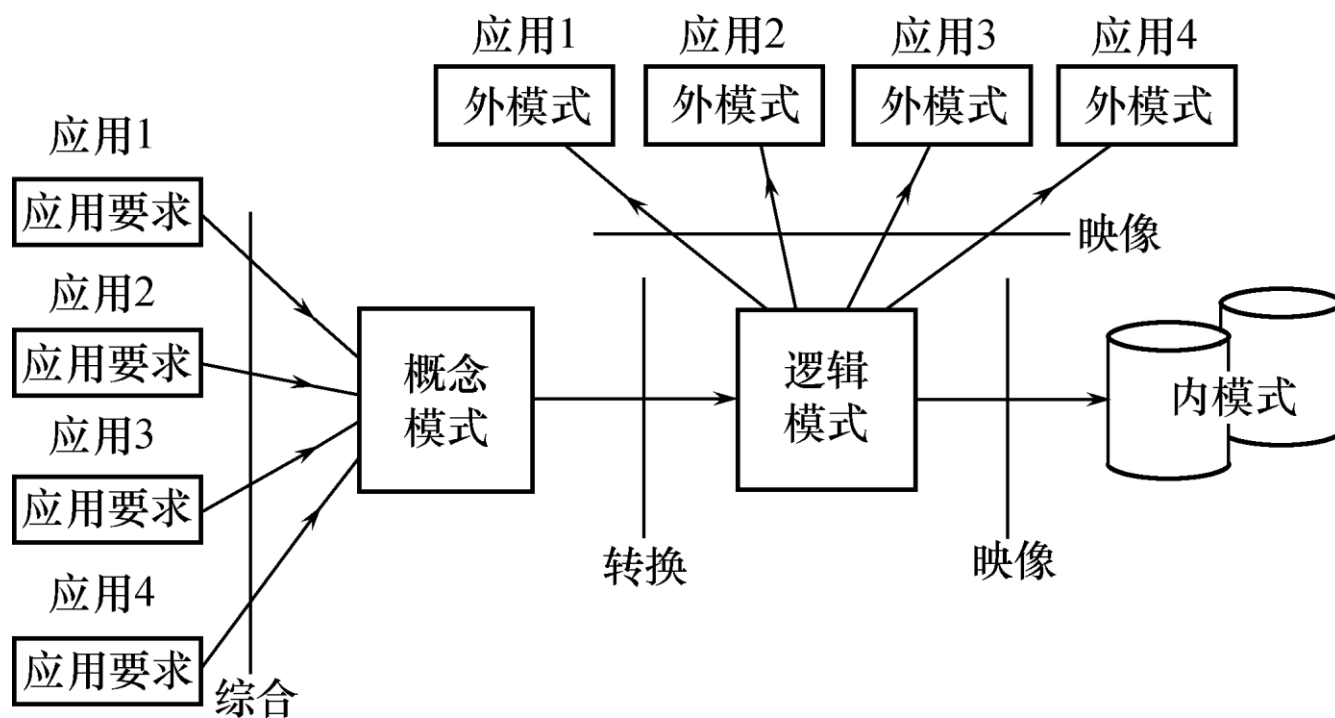 应用1
应用2
应用3
应用4
外模式
外模式
外模式
外模式
应用1
应用要求
映像
应用2
应用要求
概念
模式
逻辑
模式
内模式
应用3
应用要求
转换
映像
应用4
应用要求
综合